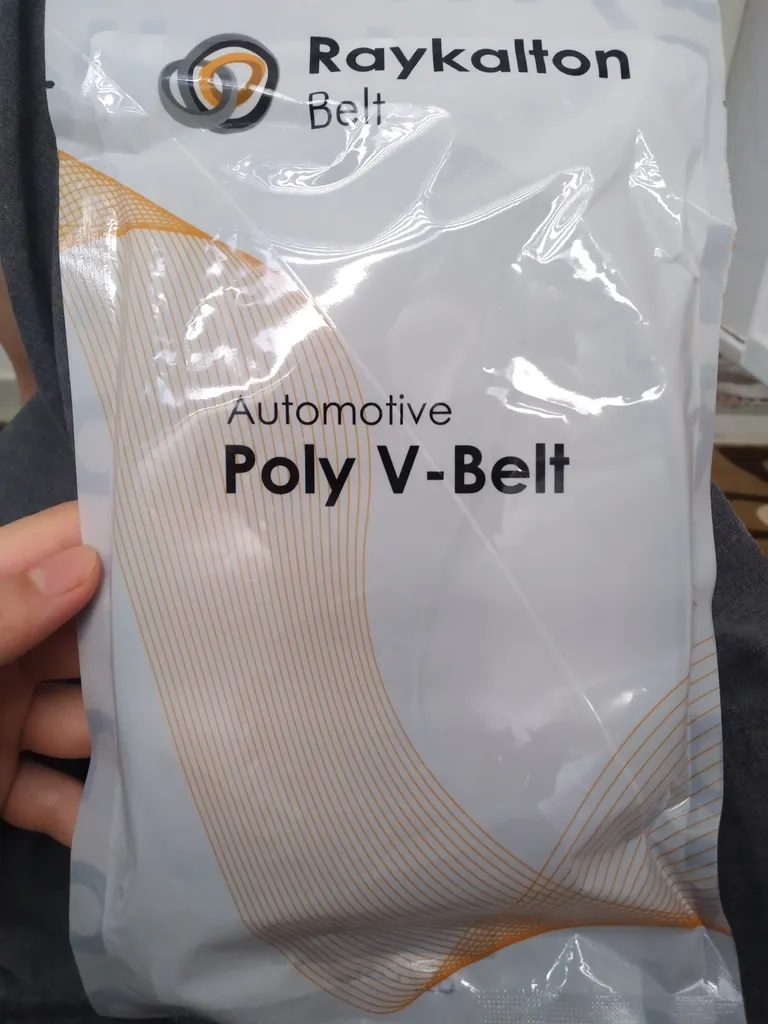 Raykalton
Belt
Automotive
Poly V-Belt